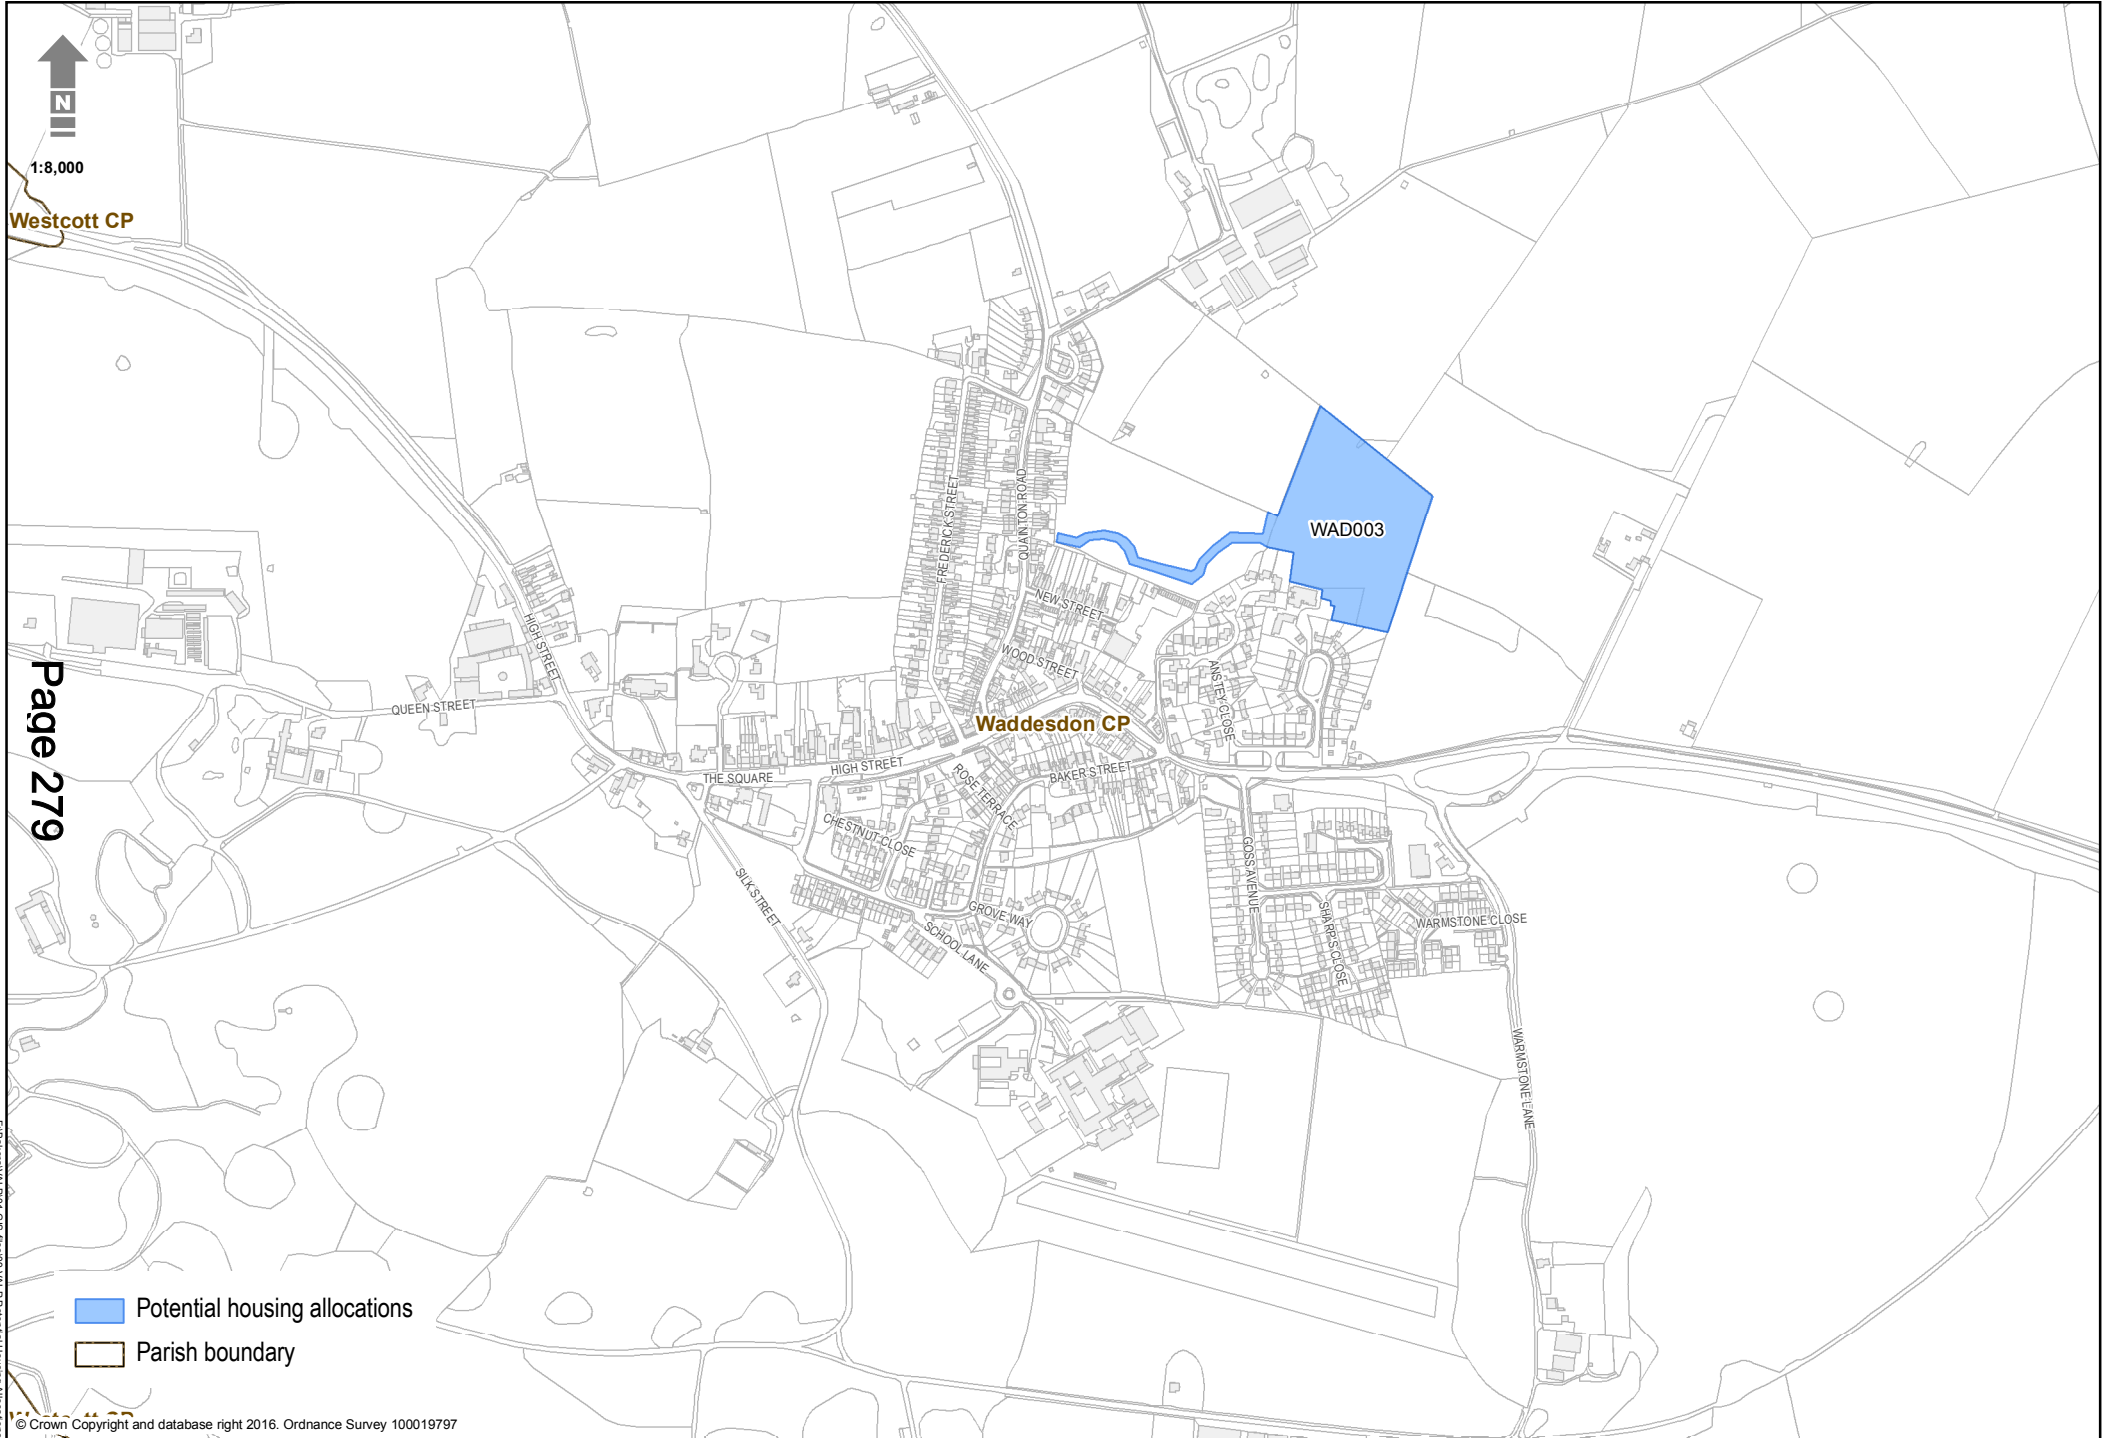 N
1:8,000
Westcott CP
WAD003
FREDERICK STREET
QUAINTON ROAD
NEW STREET
HIGH STREET
WOOD STREET
ANSTEY CLOSE
QUEEN STREET
Waddesdon CP
THE SQUARE
HIGH STREET
ROSE TERRACE
BAKER STREET
CHESTNUT CLOSE
SILK STREET
GOSS AVENUE
GROVE WAY
SCHOOL LANE
SHARPS CLOSE
WARMSTONE CLOSE
WARMSTONE LANE
Page 279
Potential housing allocations
Parish boundary
© Crown Copyright and database right 2016. Ordnance Survey 100019797